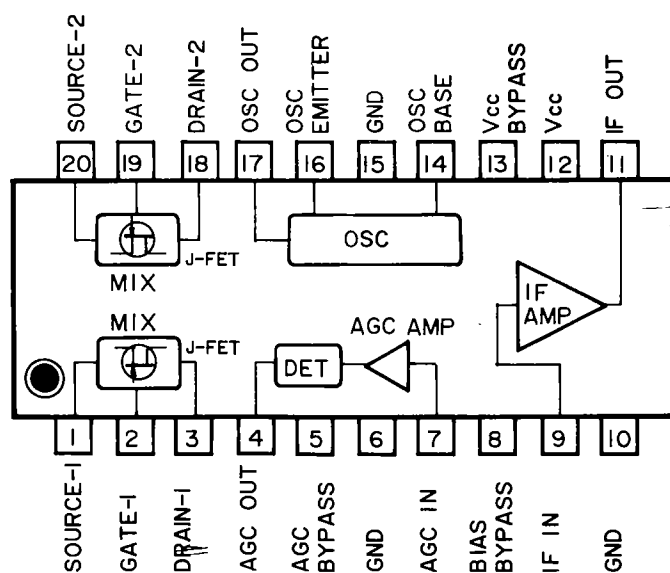 SOURCE-2
GATE-2
DRAIN-2
OSC OUT
OSC
EMITTER
GND
OSC
BASE
Vcc
BYPASS
Vcc
IF OUT
20 19 18 17 16 15 14 13 12 11
J-FET
MIX
OSC
IF
AMP
MIX
J-FET
AGC AMP
DET
1 2 3 4 5 6 7 8 9 10
SOURCE-1
GATE-1
DRAIN-1
AGC OUT
AGC
BYPASS
GND
AGC IN
BIAS
BYPASS
IF IN
GND